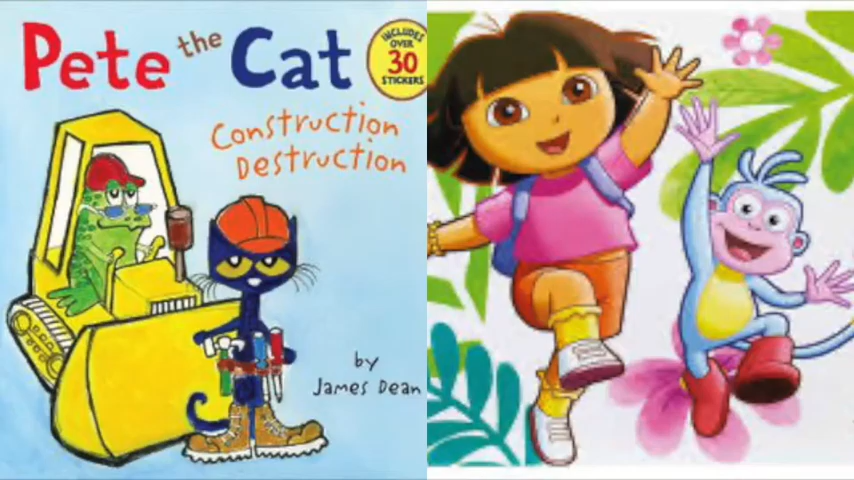 Pete the Cat
INCLUDES
OVER
30
STICKERS
Construction
Destruction
by
James Dean